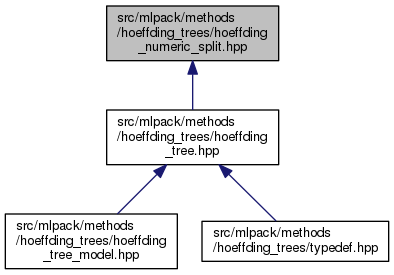 src/mlpack/methods
/hoeffding_trees/hoeffding
_numeric_split.hpp
src/mlpack/methods
/hoeffding_trees/hoeffding
_tree.hpp
src/mlpack/methods
/hoeffding_trees/hoeffding
_tree_model.hpp
src/mlpack/methods
/hoeffding_trees/typedef.hpp